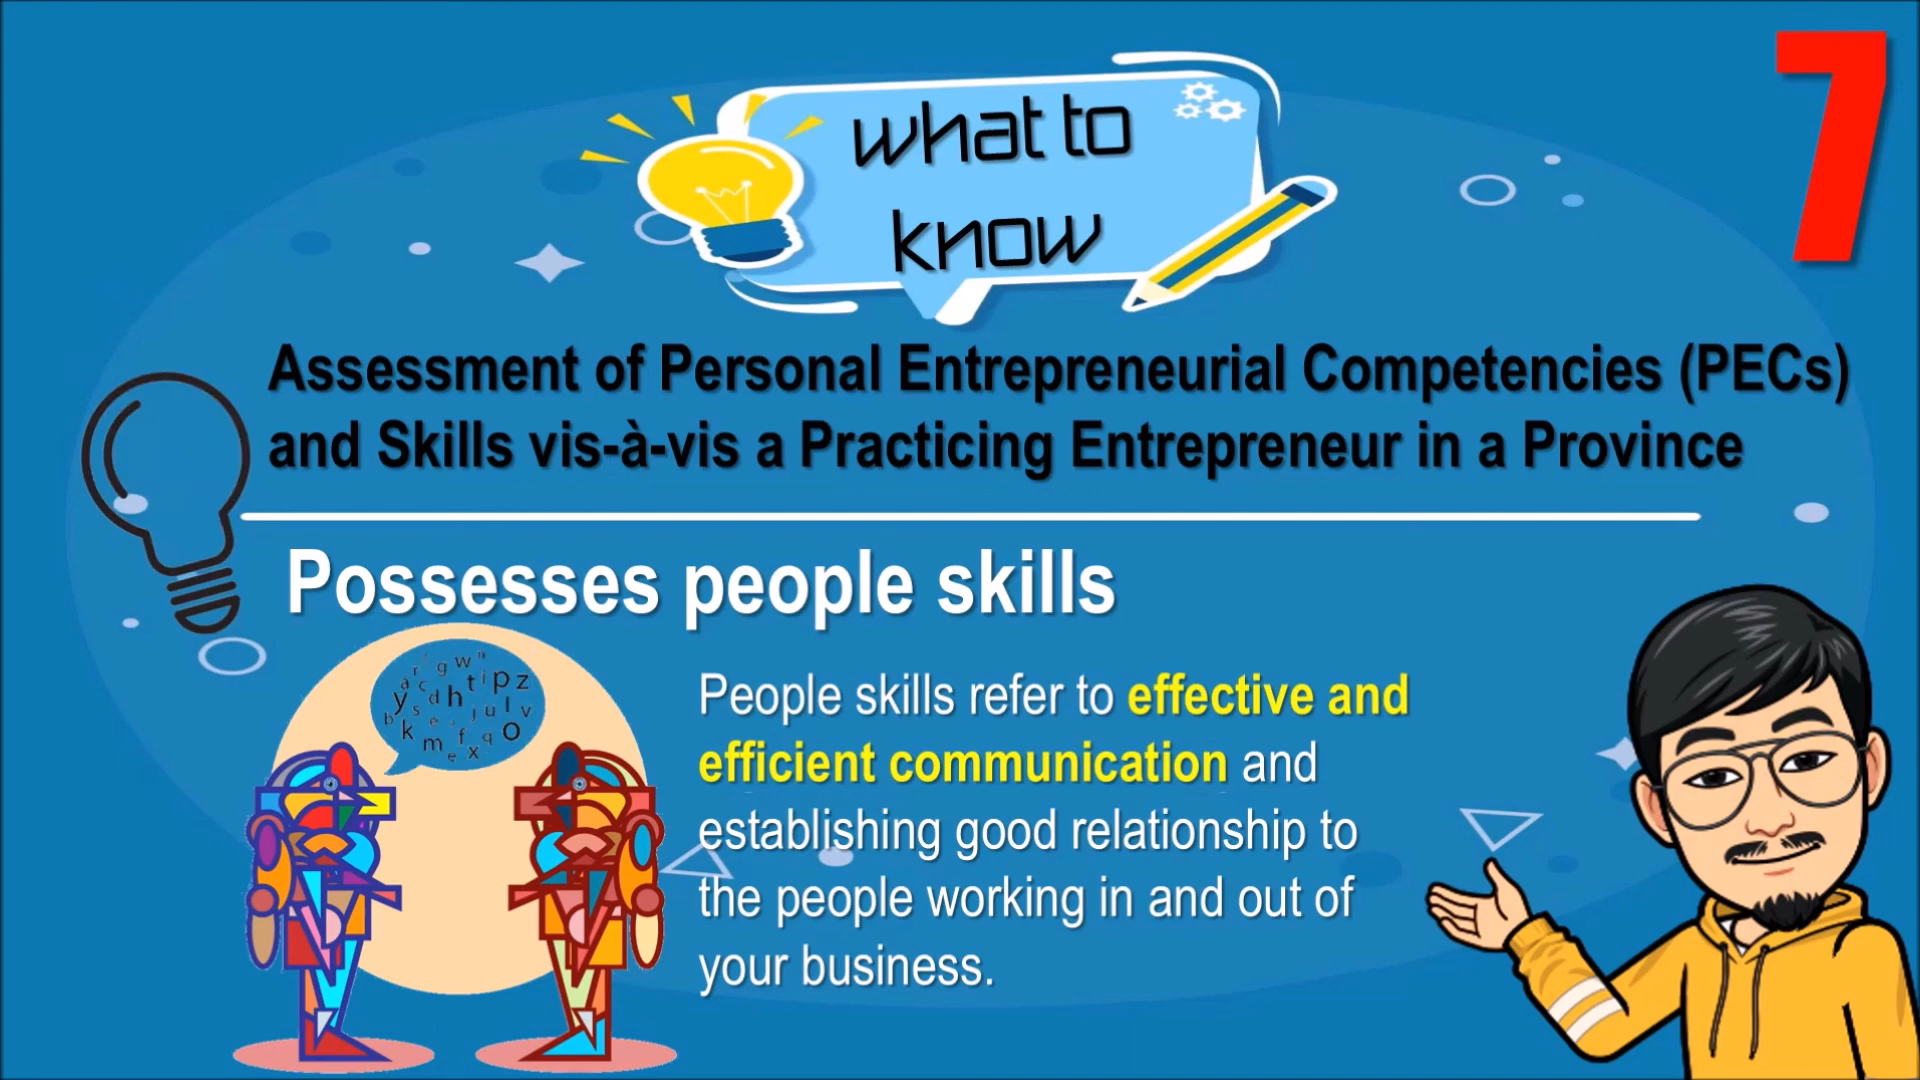 7
what to
know
Assessment of Personal Entrepreneurial Competencies (PECs)
and Skills vis-à-vis a Practicing Entrepreneur in a Province
Possesses people skills
People skills refer to effective and
efficient communication and
establishing good relationship to
the people working in and out of
your business.